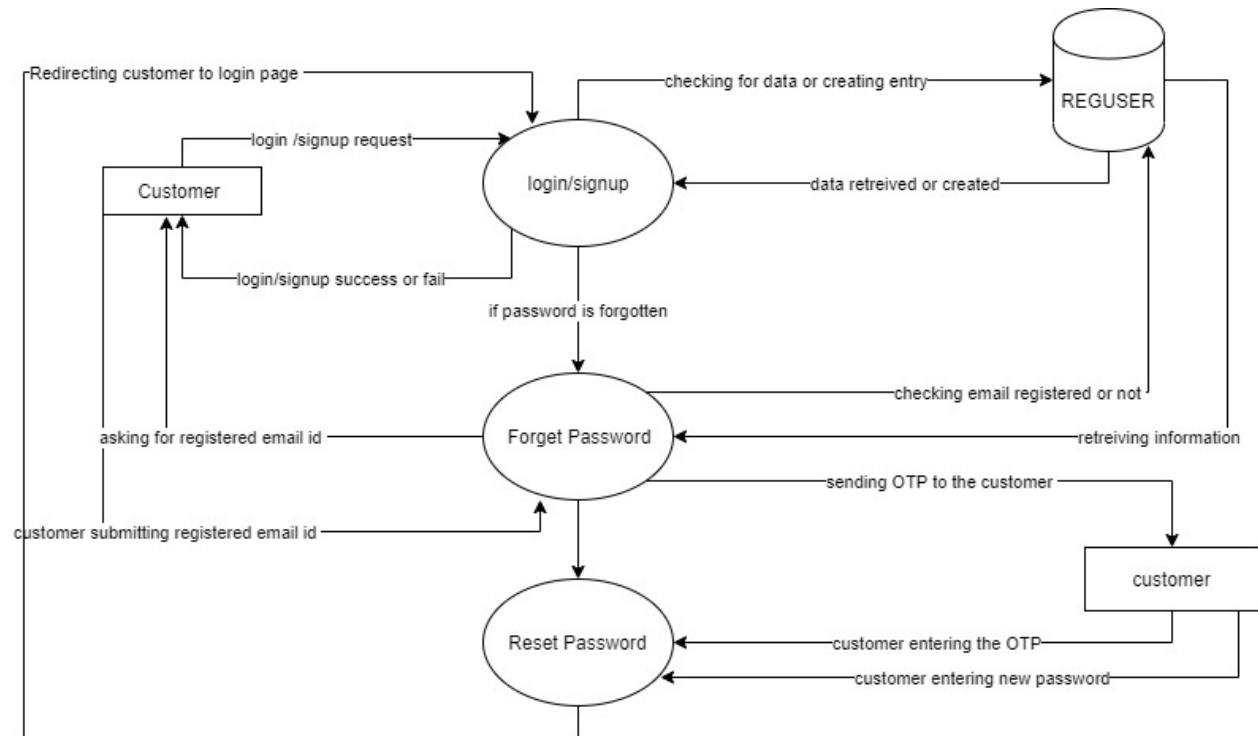 Redirecting customer to login page
checking for data or creating entry
REGUSER
login /signup request
Customer
login/signup
data retreived or created
login/signup success or fail
if password is forgotten
checking email registered or not
asking for registered email id
Forget Password
retreiving information
sending OTP to the customer
customer submitting registered email id
customer
Reset Password
customer entering the OTP
customer entering new password